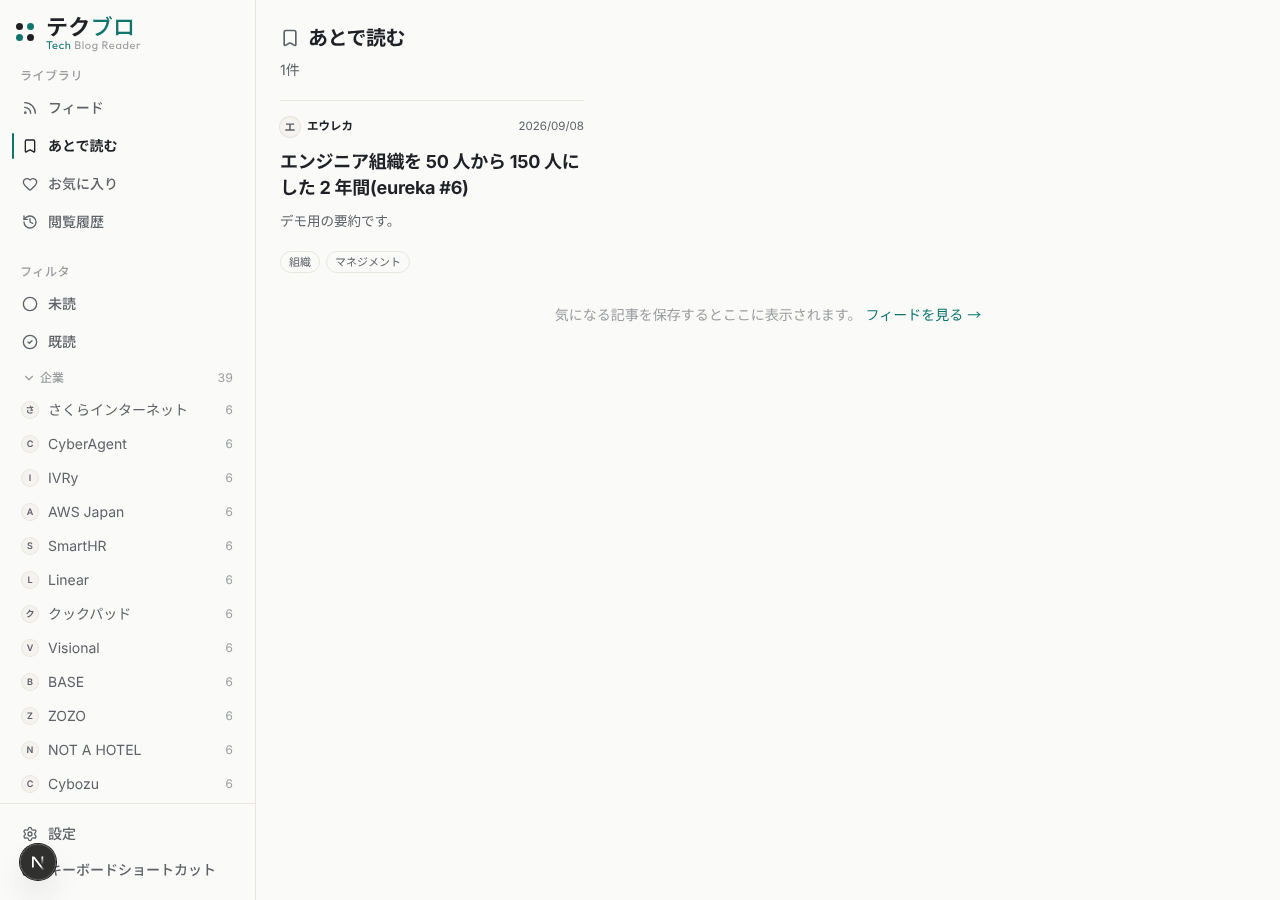 テクブロ
Tech Blog Reader
ライブラリ
フィード
あとで読む
お気に入り
閲覧履歴
フィルタ
未読
既読
企業 39
さ さくらインターネット 6
C CyberAgent 6
I IVRy 6
A AWS Japan 6
S SmartHR 6
L Linear 6
ク クックパッド 6
V Visional 6
B BASE 6
Z ZOZO 6
N NOT A HOTEL 6
C Cybozu 6
設定
N キーボードショートカット
あとで読む
1件
エ エウレカ 2026/09/08
エンジニア組織を 50 人から 150 人に
した 2 年間(eureka #6)
デモ用の要約です。
組織 マネジメント
気になる記事を保存するとここに表示されます。 フィードを見る →